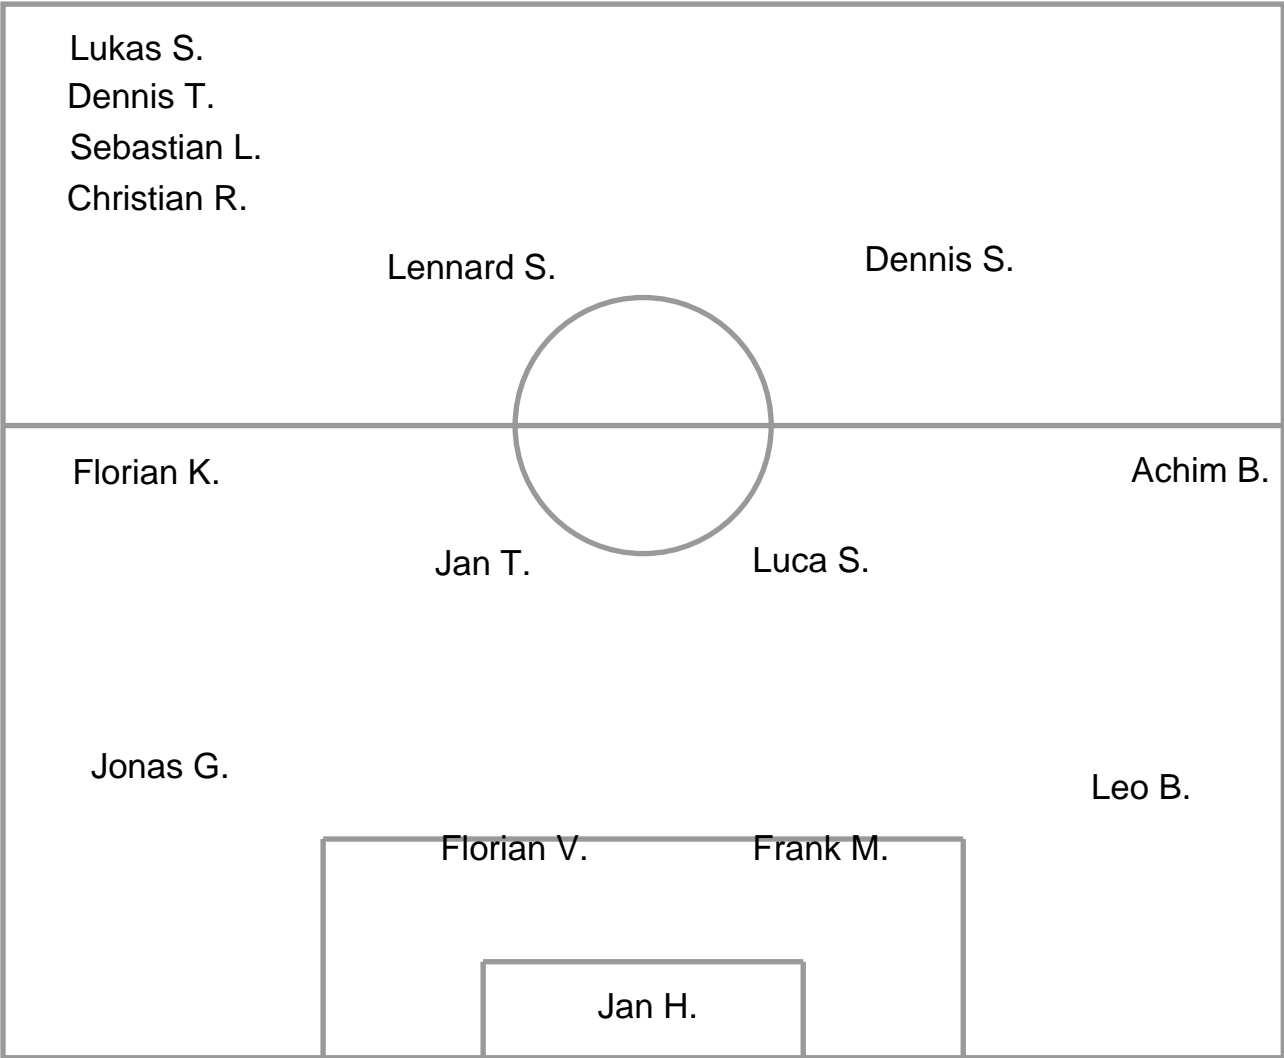 Lukas S.
Dennis T.
Sebastian L.
Christian R.
Lennard S.
Dennis S.
Florian K.
Achim B.
Jan T.
Luca S.
Jonas G.
Leo B.
Florian V.
Frank M.
Jan H.